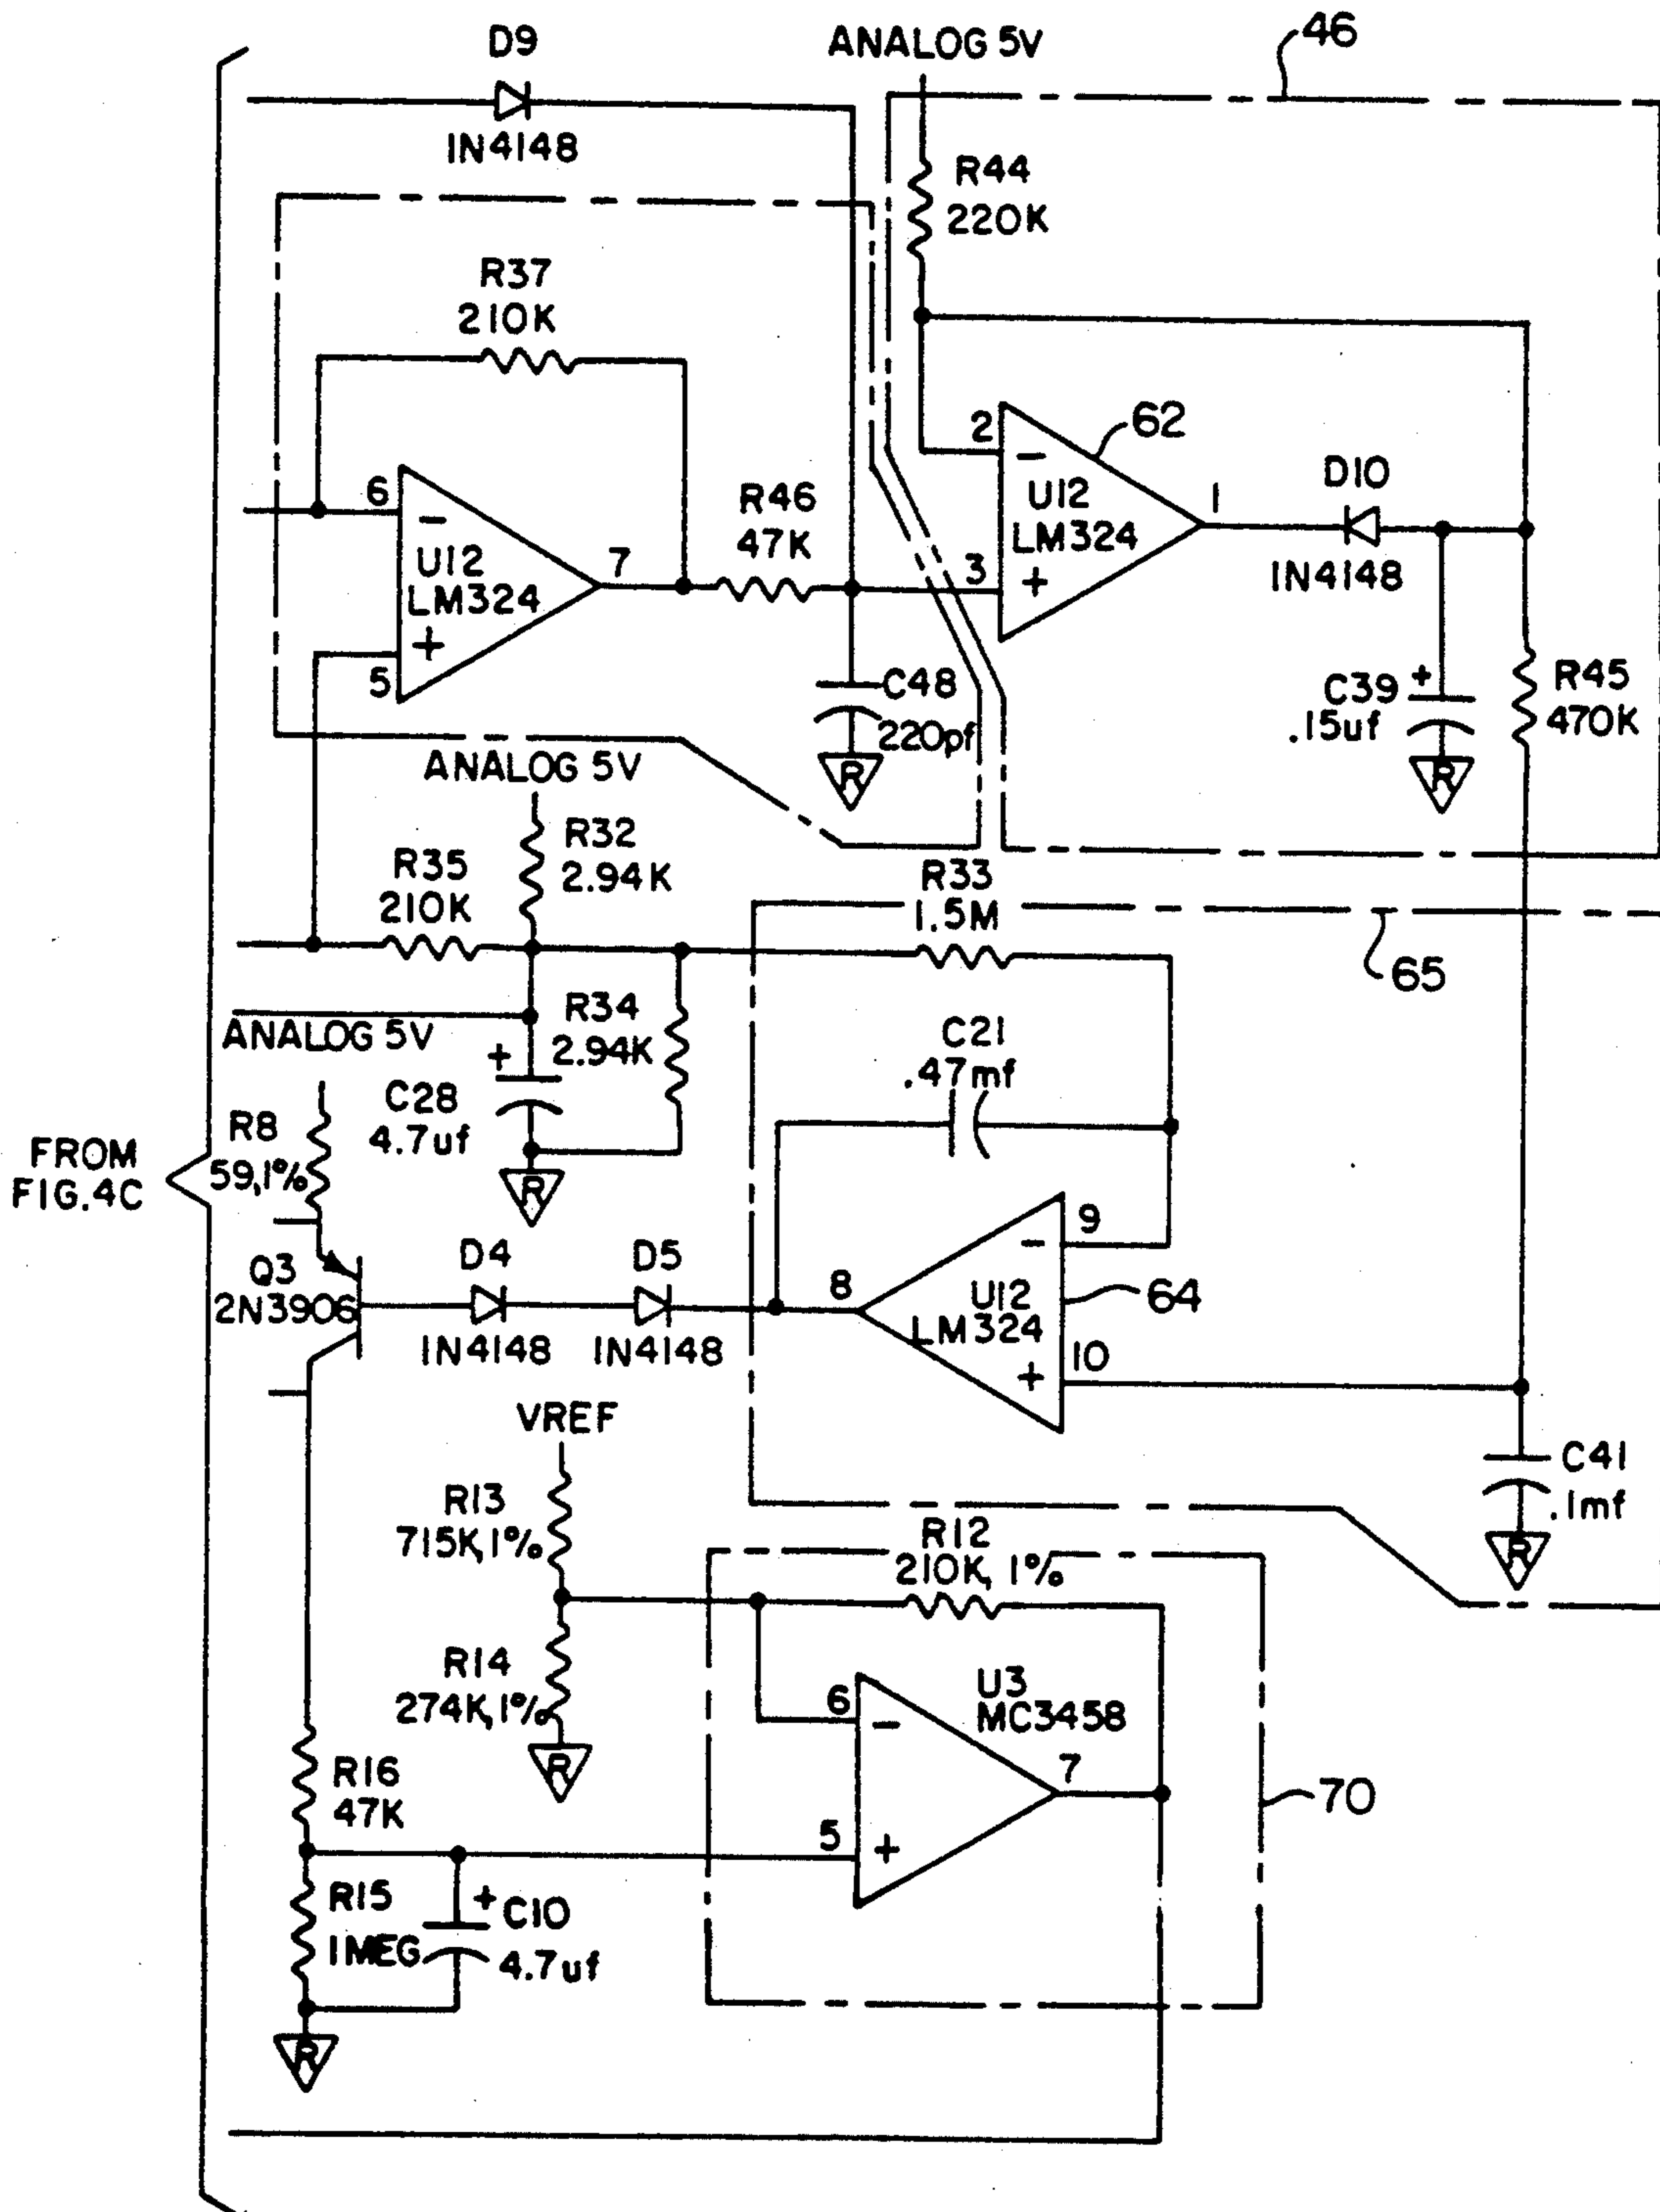 D9
ANALOG 5V
46
IN4148
R44
220K
R37
210K
62
2
-
U12
LM324
3
+
1
D10
IN4148
6
-
U12
LM324
+
5
7
R46
47K
C48
220pf
R
C39
.15uf
+
R
R45
470K
ANALOG 5V
R32
2.94K
R35
210K
R33
1.5M
65
ANALOG 5V
R34
2.94K
+
C28
4.7uf
R
C21
.47mf
R8
59,1%
FROM
FIG.4C
Q3
2N3906
D4
IN4148
D5
IN4148
8
9
-
U12
LM324
+
10
64
VREF
R13
715K,1%
C41
.1mf
R
R12
210K, 1%
R14
274K,1%
R
6
-
U3
MC3458
7
5
+
70
R16
47K
R15
1MEG
+
C10
4.7uf
R